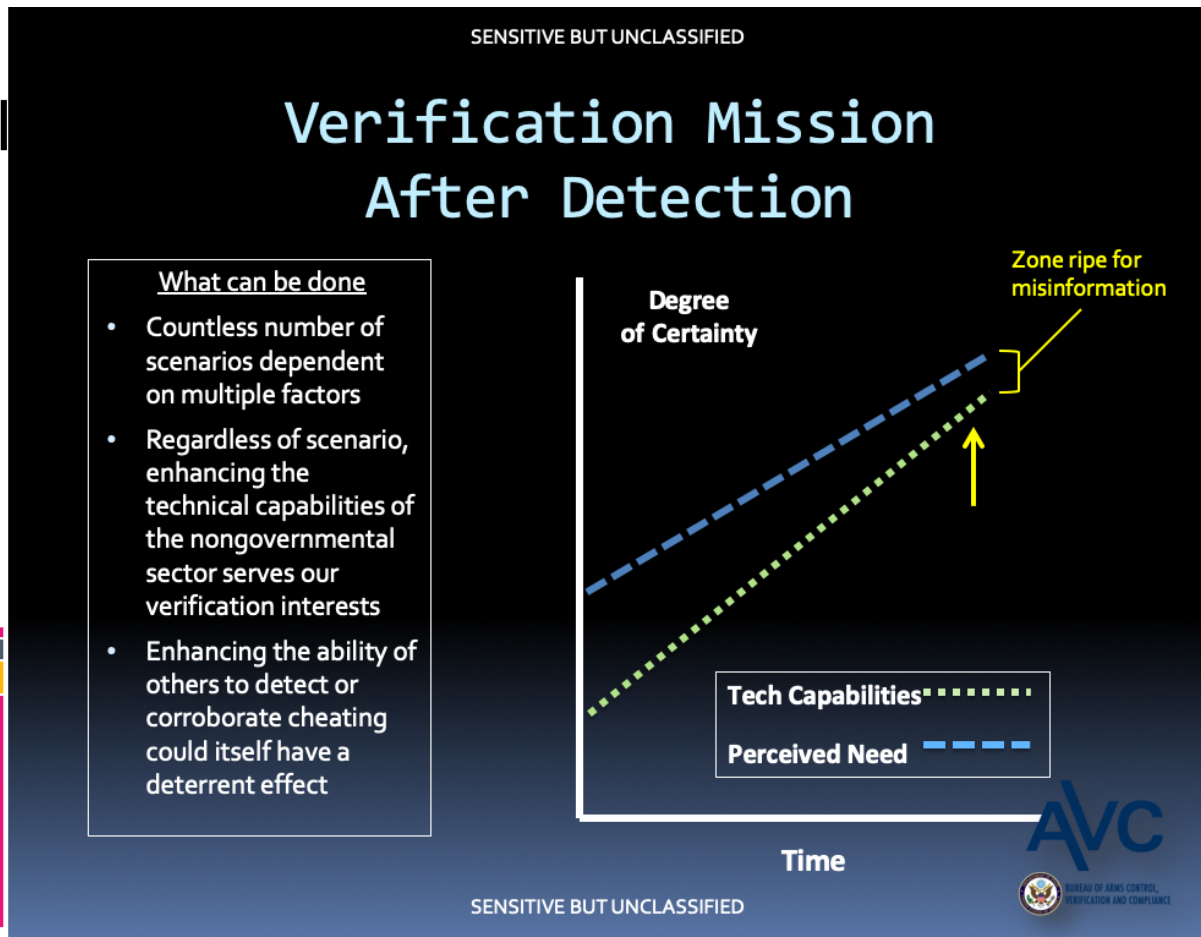 SENSITIVE BUT UNCLASSIFIED
Verification Mission
After Detection
What can be done
• Countless number of
scenarios dependent
on multiple factors
• Regardless of scenario,
enhancing the
technical capabilities of
the nongovernmental
sector serves our
verification interests
• Enhancing the ability of
others to detect or
corroborate cheating
could itself have a
deterrent effect
Degree
of Certainty
Zone ripe for
misinformation
Tech Capabilities
Perceived Need
Time
AVC
BUREAU OF ARMS CONTROL,
VERIFICATION AND COMPLIANCE
SENSITIVE BUT UNCLASSIFIED